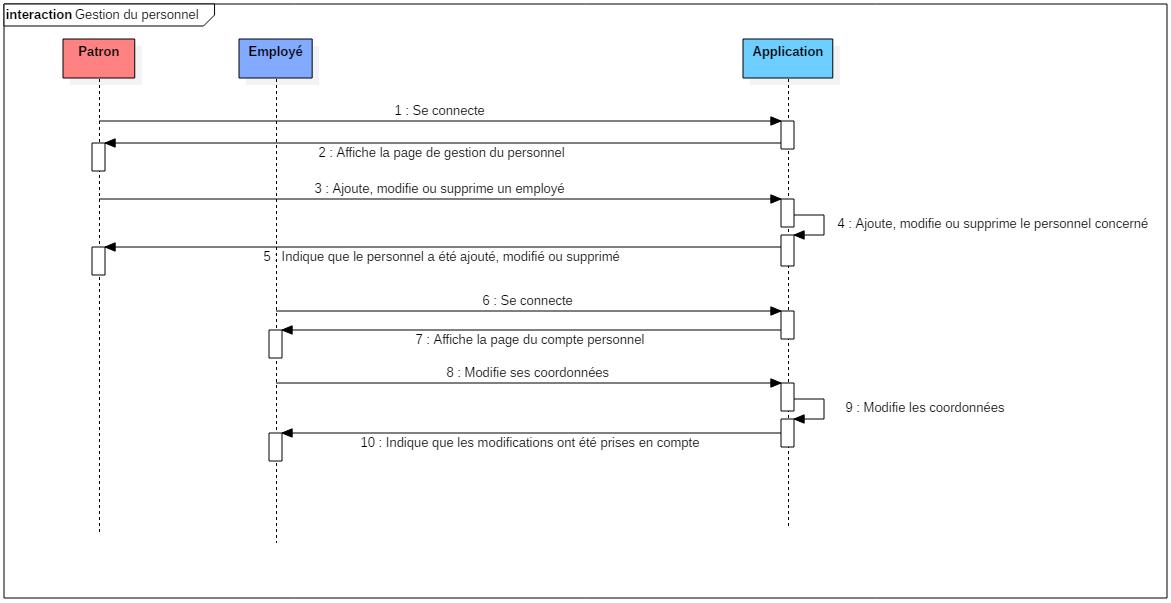 interaction Gestion du personnel
Patron
Employé
Application
1 : Se connecte
2 : Affiche la page de gestion du personnel
3 : Ajoute, modifie ou supprime un employé
4 : Ajoute, modifie ou supprime le personnel concerné
5 : Indique que le personnel a été ajouté, modifié ou supprimé
6 : Se connecte
7 : Affiche la page du compte personnel
8 : Modifie ses coordonnées
9 : Modifie les coordonnées
10 : Indique que les modifications ont été prises en compte